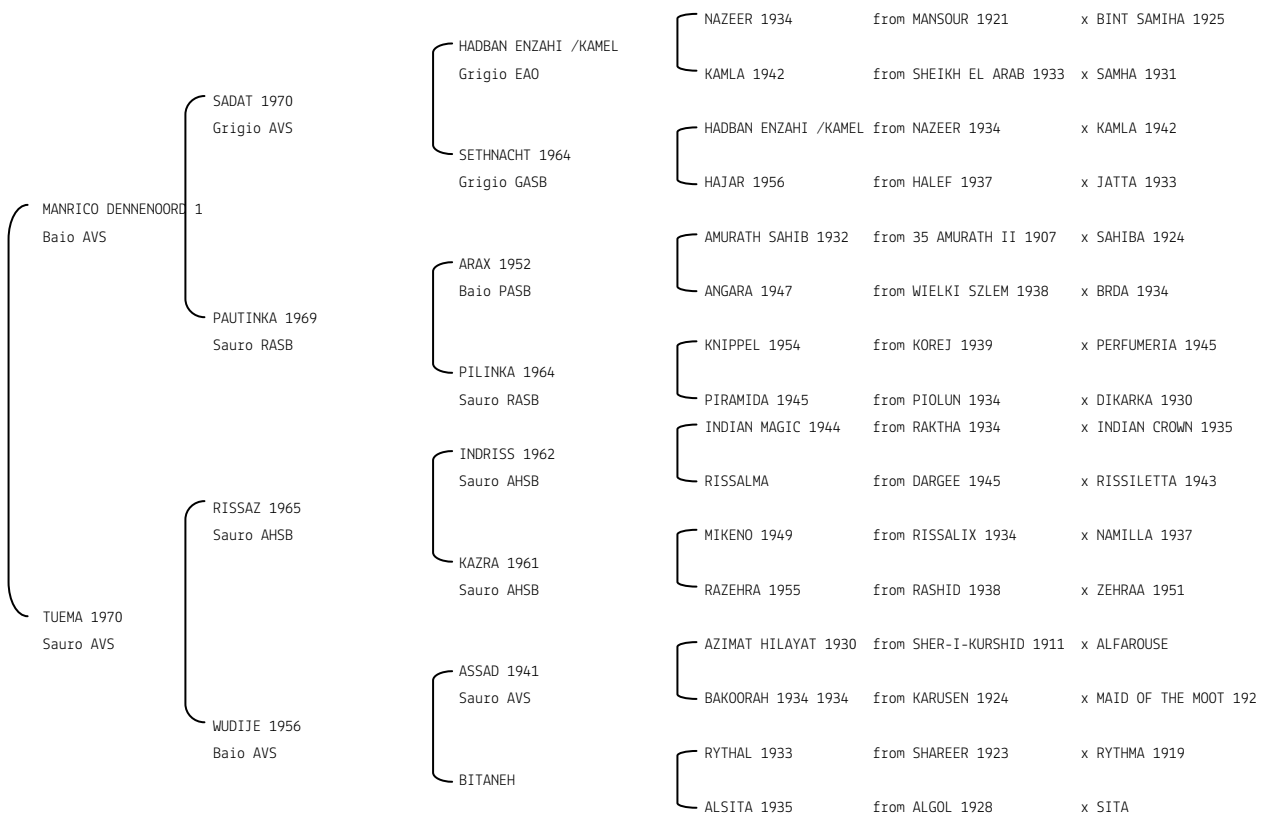 NAZEER 1934 from MANSOUR 1921 x BINT SAMIHA 1925
HADBAN ENZAHI /KAMEL
Grigio EAO
KAMLA 1942 from SHEIKH EL ARAB 1933 x SAMHA 1931
SADAT 1970
Grigio AVS
HADBAN ENZAHI /KAMEL from NAZEER 1934 x KAMLA 1942
SETHNACHT 1964
Grigio GASB
HAJAR 1956 from HALEF 1937 x JATTA 1933
MANRICO DENNENOORD 1
Baio AVS
AMURATH SAHIB 1932 from 35 AMURATH II 1907 x SAHIBA 1924
ARAX 1952
Baio PASB
ANGARA 1947 from WIELKI SZLEM 1938 x BRDA 1934
PAUTINKA 1969
Sauro RASB
KNIPPEL 1954 from KOREJ 1939 x PERFUMERIA 1945
PILINKA 1964
Sauro RASB
PIRAMIDA 1945 from PIOLUN 1934 x DIKARKA 1930
INDIAN MAGIC 1944 from RAKTHA 1934 x INDIAN CROWN 1935
INDRISS 1962
Sauro AHSB
RISSALMA from DARGEE 1945 x RISSILETTA 1943
RISSAZ 1965
Sauro AHSB
MIKENO 1949 from RISSALIX 1934 x NAMILLA 1937
KAZRA 1961
Sauro AHSB
RAZEHRA 1955 from RASHID 1938 x ZEHRAA 1951
TUEMA 1970
Sauro AVS
AZIMAT HILAYAT 1930 from SHER-I-KURSHID 1911 x ALFAROUSE
ASSAD 1941
Sauro AVS
BAKOORAH 1934 1934 from KARUSEN 1924 x MAID OF THE MOOT 192
WUDIJE 1956
Baio AVS
RYTHAL 1933 from SHAREER 1923 x RYTHMA 1919
BITANEH
ALSITA 1935 from ALGOL 1928 x SITA